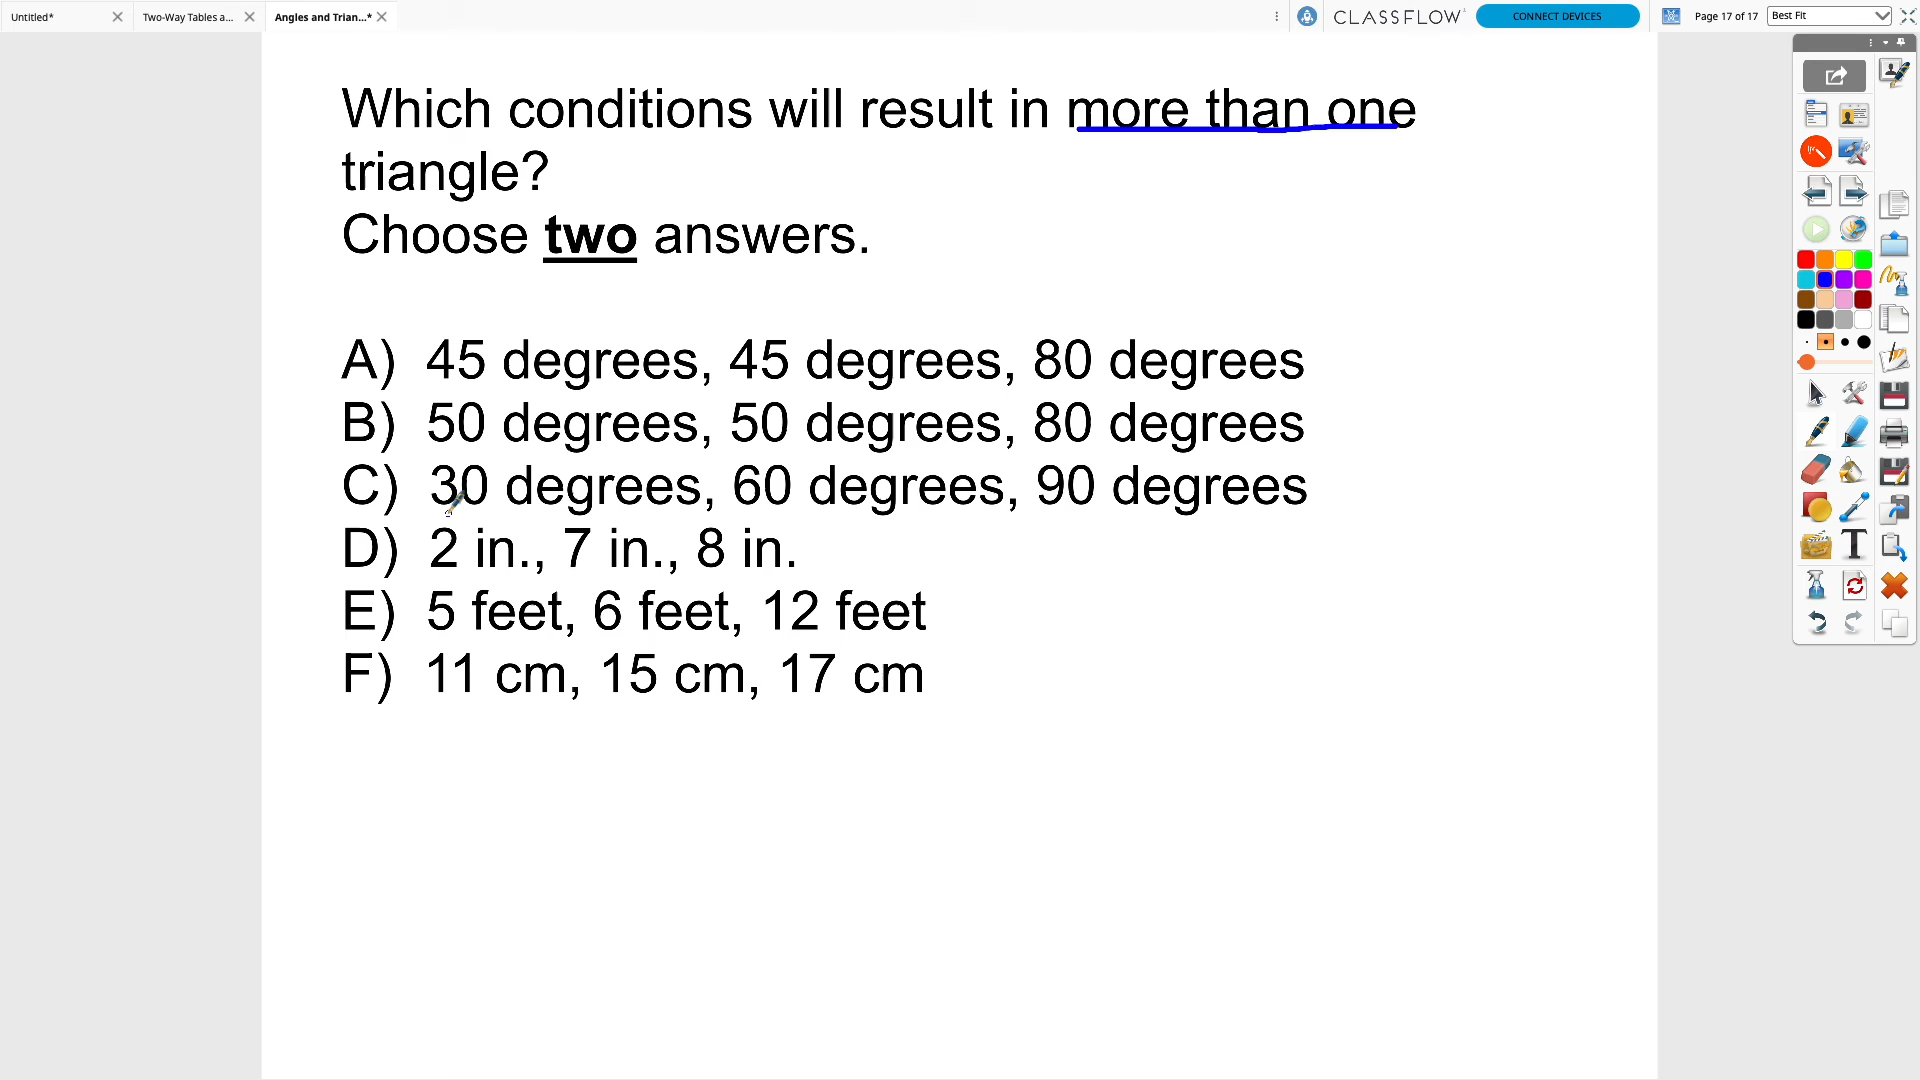 Untitled*
Two-Way Tables a...
Angles and Trian...*
CLASSFLOW
CONNECT DEVICES
Page 17 of 17
Best Fit
Which conditions will result in more than one
triangle?
Choose two answers.
A) 45 degrees, 45 degrees, 80 degrees
B) 50 degrees, 50 degrees, 80 degrees
C) 30 degrees, 60 degrees, 90 degrees
D) 2 in., 7 in., 8 in.
E) 5 feet, 6 feet, 12 feet
F) 11 cm, 15 cm, 17 cm